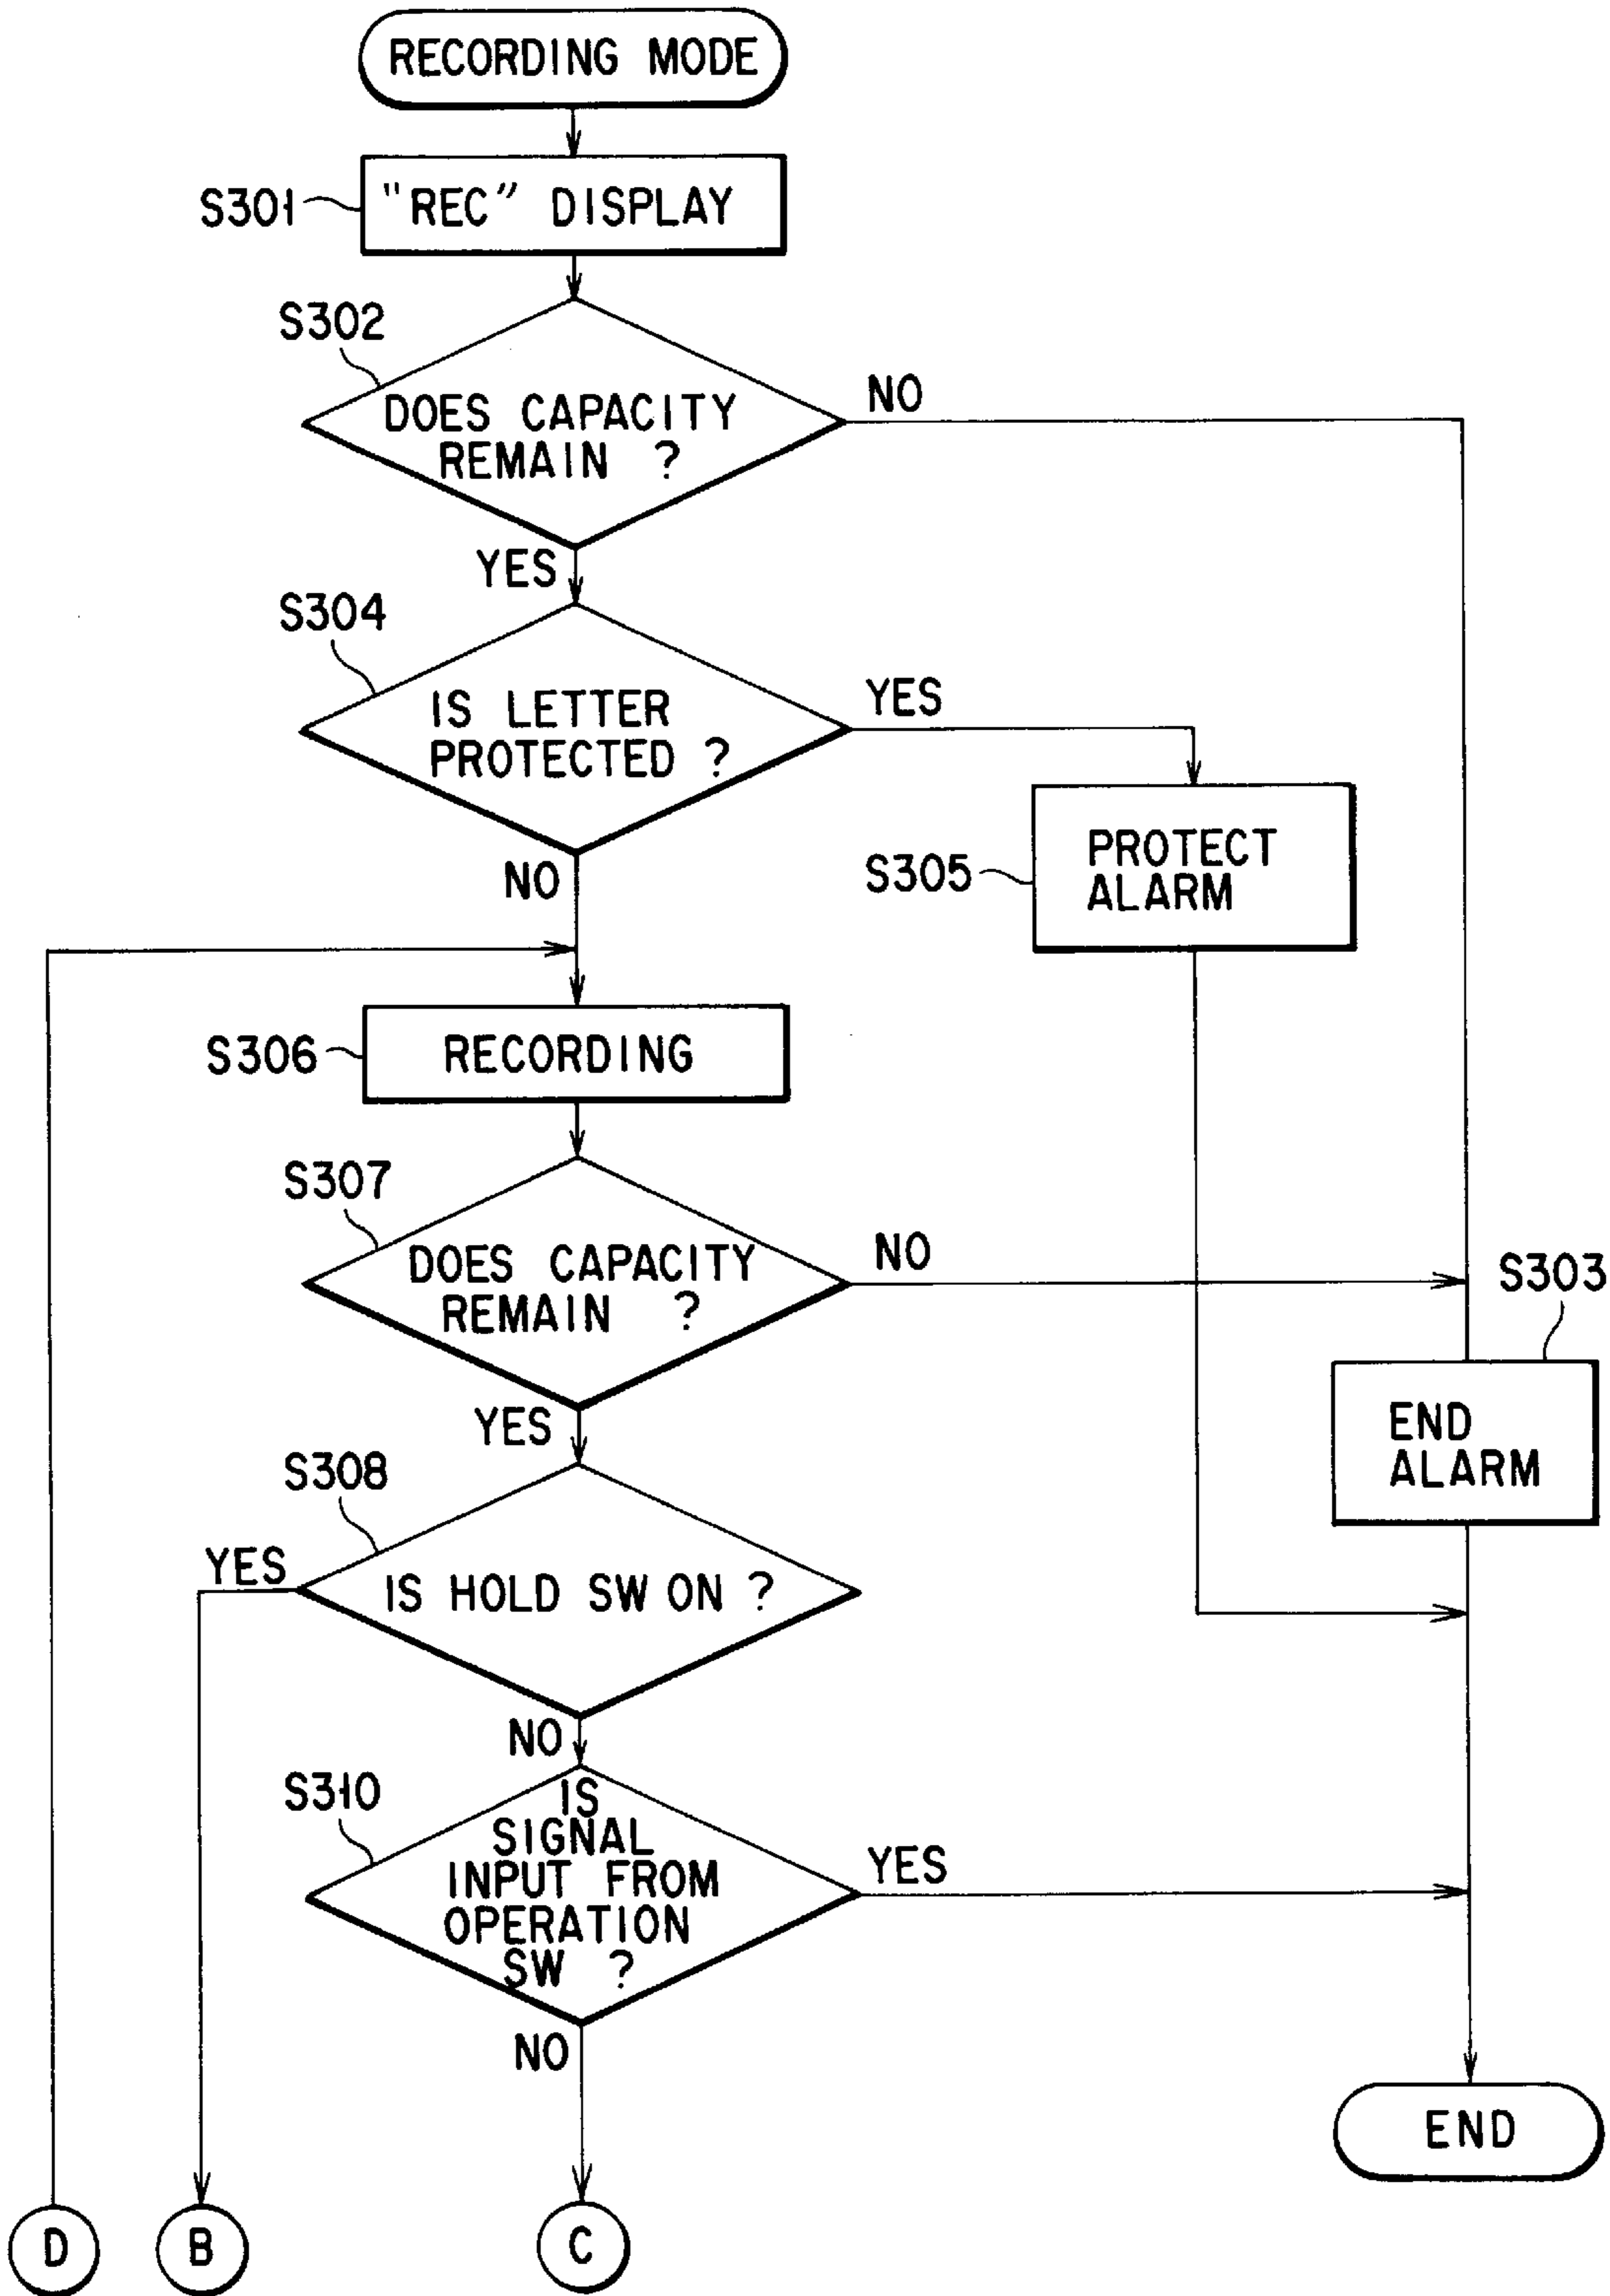 RECORDING MODE
S301
"REC" DISPLAY
S302
DOES CAPACITY
REMAIN ?
NO
YES
S304
IS LETTER
PROTECTED ?
YES
NO
S305
PROTECT
ALARM
S306
RECORDING
S307
DOES CAPACITY
REMAIN ?
NO
YES
S303
END
ALARM
S308
YES
IS HOLD SW ON ?
NO
S310
IS
SIGNAL
INPUT FROM
OPERATION
SW ?
YES
NO
END
D
B
C